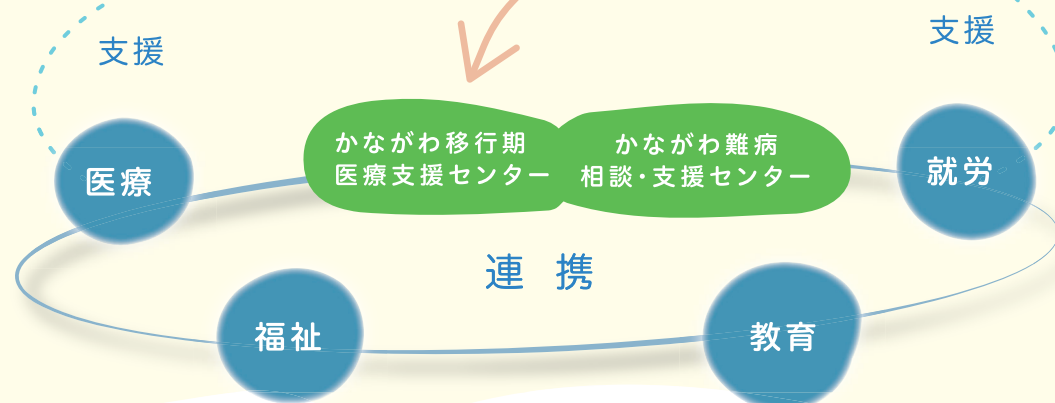 支援
支援
かながわ移行期
医療支援センター
かながわ難病
相談・支援センター
医療
就労
連携
福祉
教育